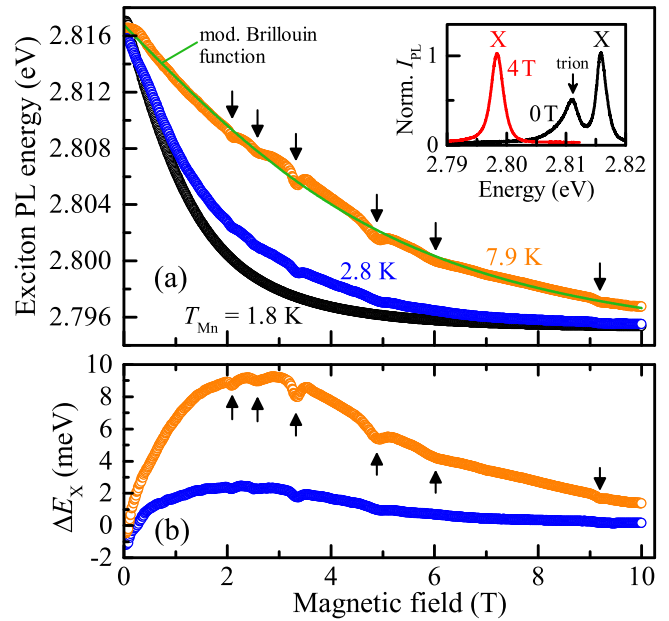 2.816
2.812
2.808
2.804
2.800
2.796
Exciton PL energy (eV)
mod. Brillouin
function
(a)
T_Mn = 1.8 K
2.8 K
7.9 K
Norm. I_PL
1
0
X
4 T
X
trion
0 T
2.79 2.80 2.81 2.82
Energy (eV)
10
8
6
4
2
0
-2
ΔE_X (meV)
(b)
0 2 4 6 8 10
Magnetic field (T)